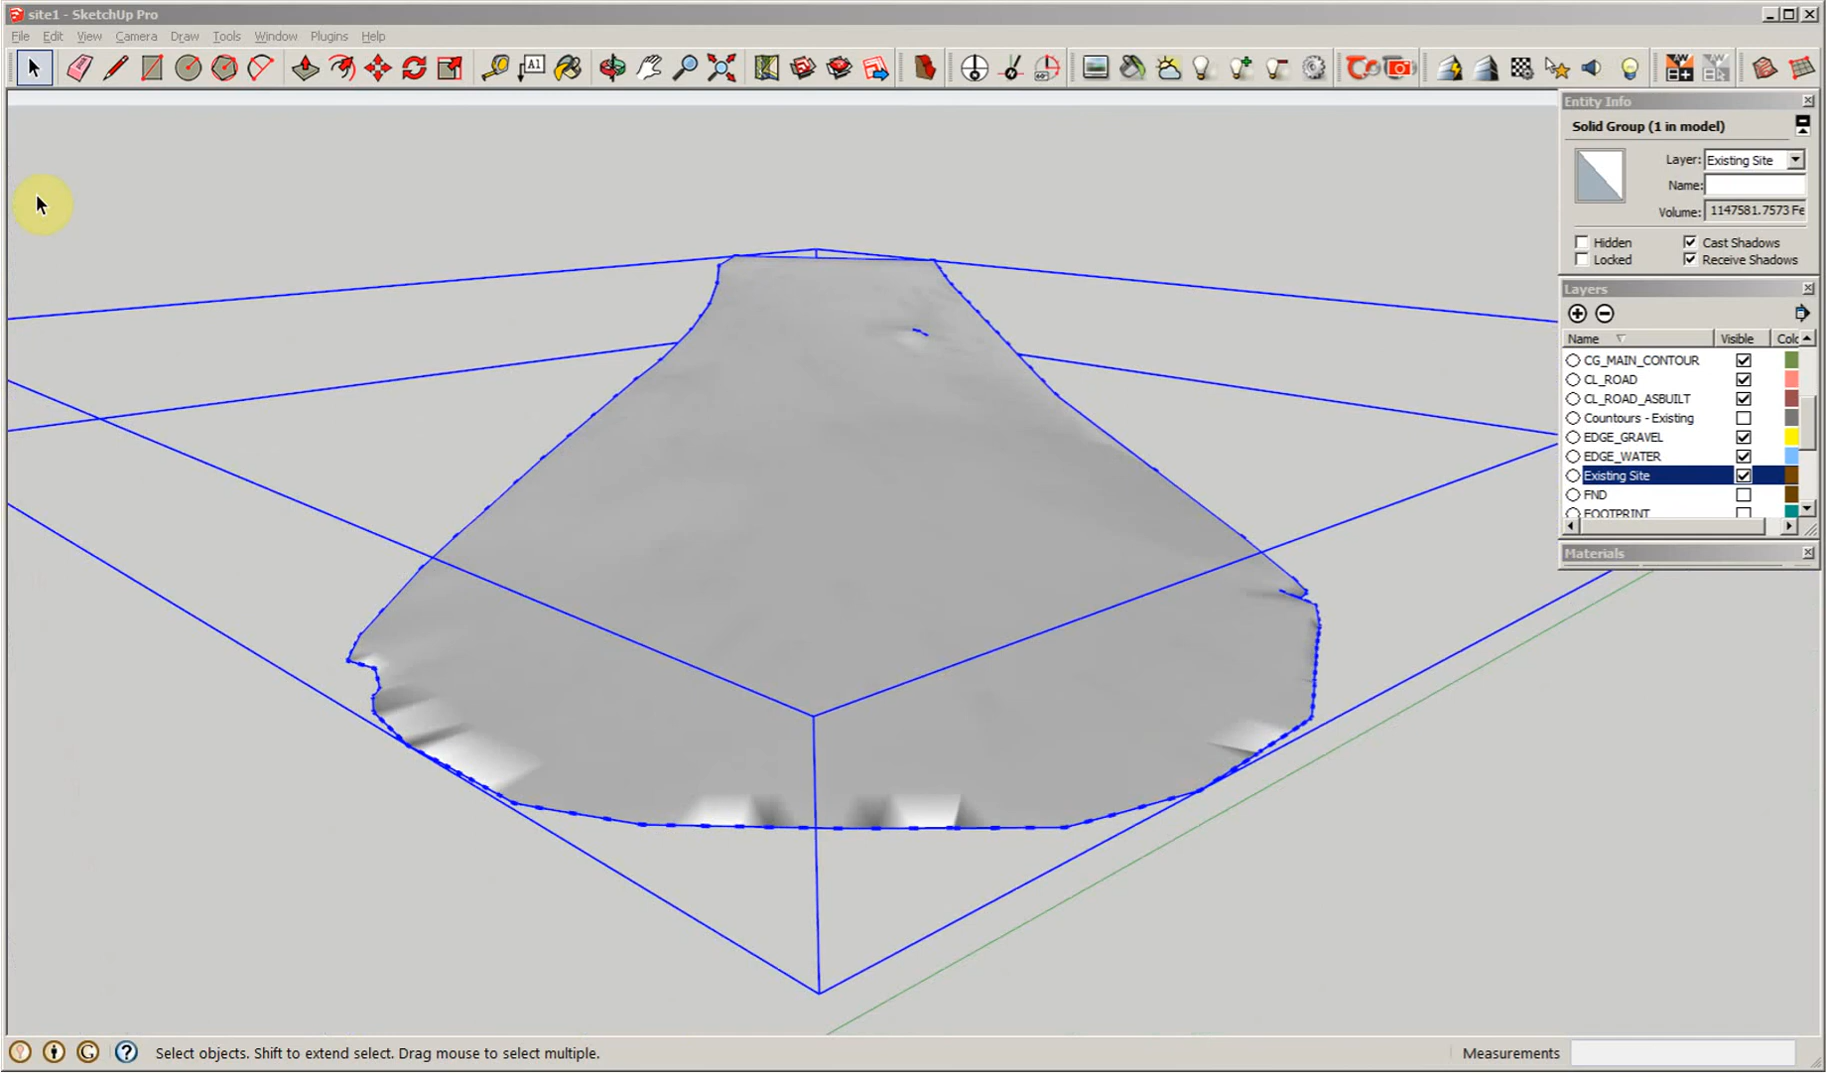 site1 - SketchUp Pro
File Edit View Camera Draw Tools Window Plugins Help
A1
60°
Entity Info
Solid Group (1 in model)
Layer: Existing Site
Name:
Volume: 1147581.7573 Fe
Hidden Cast Shadows
Locked Receive Shadows
Layers
Name Visible Colc
CG_MAIN_CONTOUR
CL_ROAD
CL_ROAD_ASBUILT
Countours - Existing
EDGE_GRAVEL
EDGE_WATER
Existing Site
FND
FOOTPRINT
Materials
Select objects. Shift to extend select. Drag mouse to select multiple.
Measurements